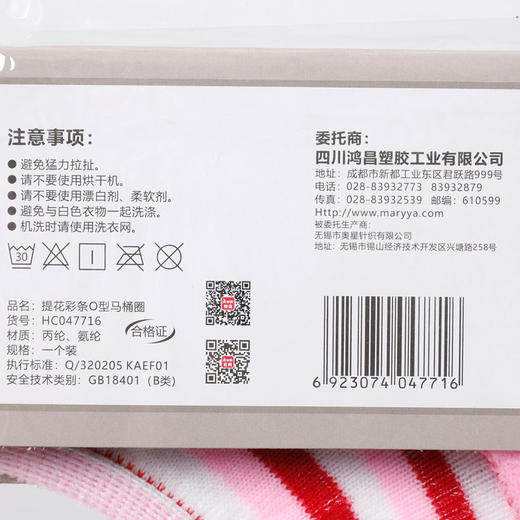 注意事项：
●避免猛力拉扯。
●请不要使用烘干机。
●请不要使用漂白剂、柔软剂。
●避免与白色衣物一起洗涤。
●机洗时请使用洗衣网。
30
品名：提花彩条O型马桶圈
货号：HC047716
材质：丙纶、氨纶
规格：一个装
执行标准：Q/320205 KAEF01
安全技术类别：GB18401（B类）
合格证
委托商：
四川鸿昌塑胶工业有限公司
地址：成都市新都工业东区君跃路999号
电话：028-83932773 83932879
传真：028-83932539 邮编：610599
Http://www.maryya.com
被委托生产商：
无锡市奥星针织有限公司
地址：无锡市锡山经济技术开发区兴塘路258号
6 923074 047716